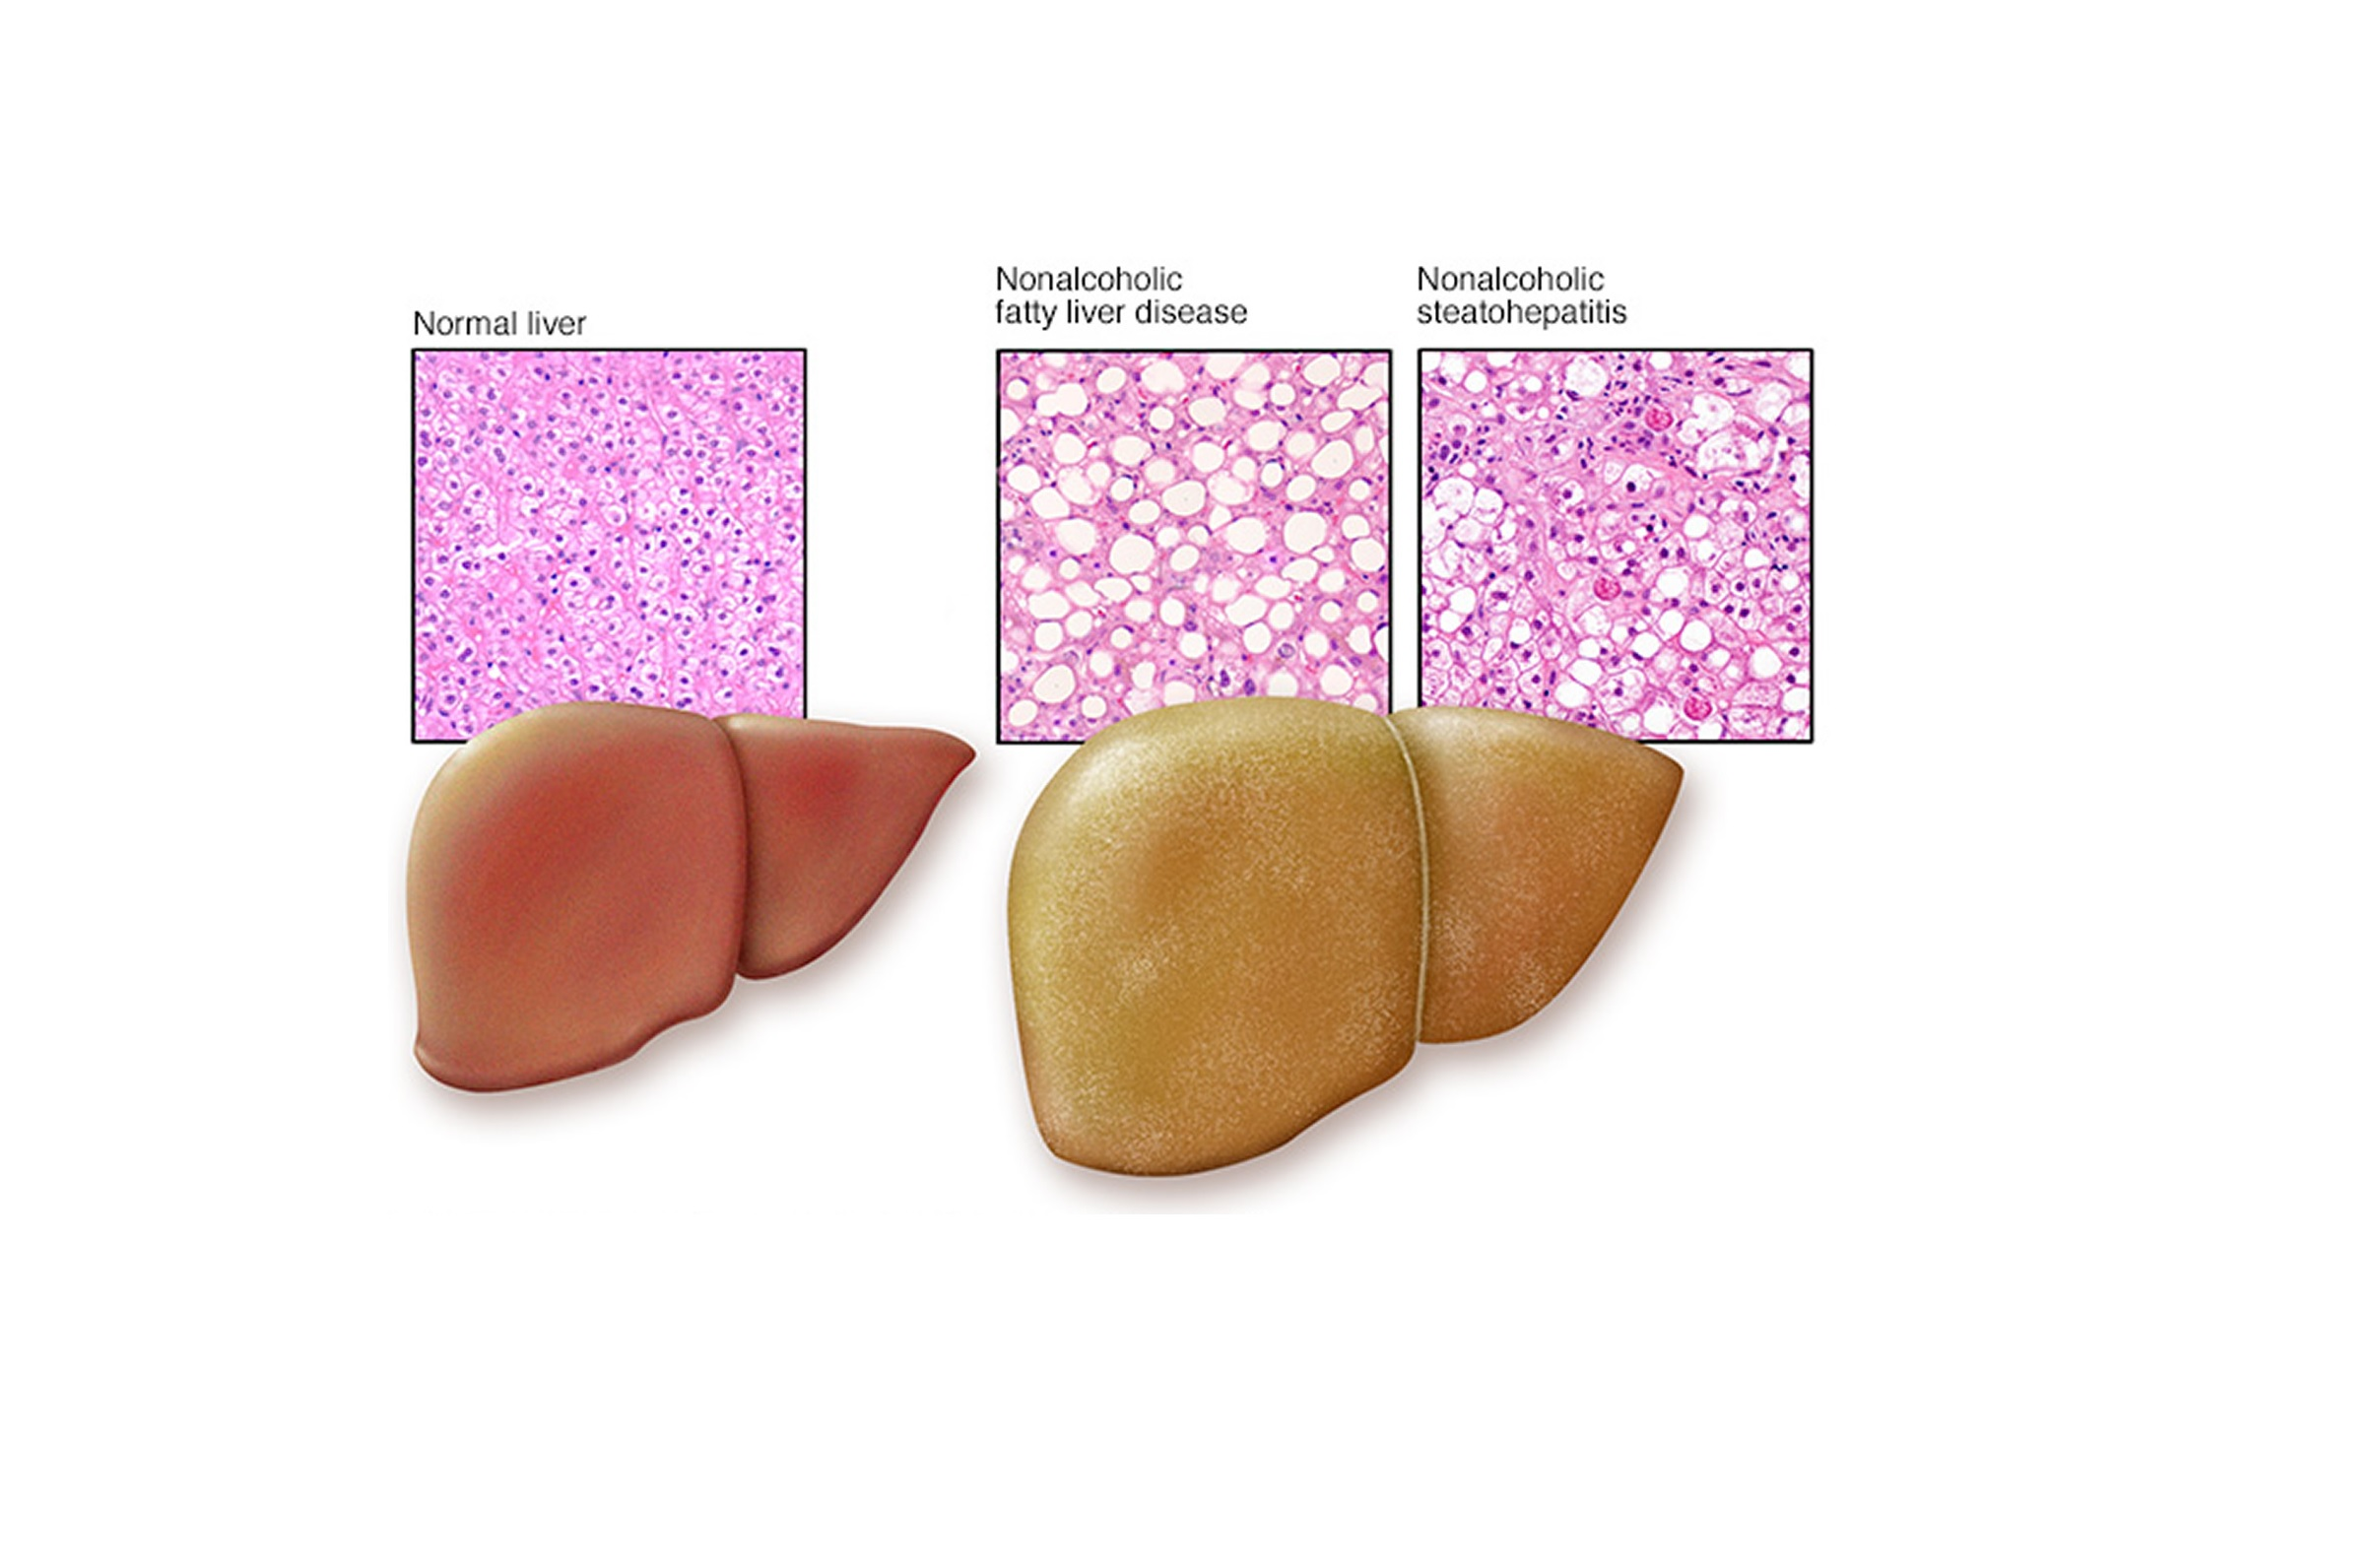 Normal liver
Nonalcoholic
fatty liver disease
Nonalcoholic
steatohepatitis